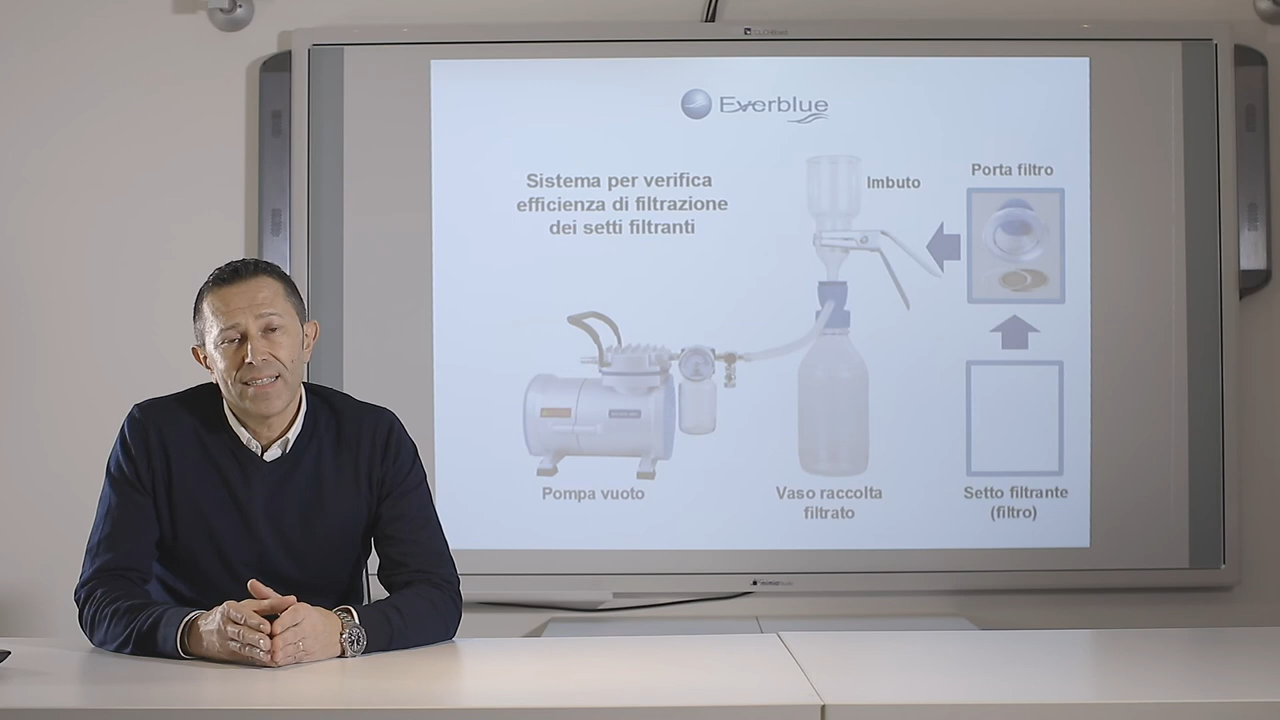 Everblue
Sistema per verifica
efficienza di filtrazione
dei setti filtranti
Imbuto
Porta filtro
Pompa vuoto
Vaso raccolta
filtrato
Setto filtrante
(filtro)